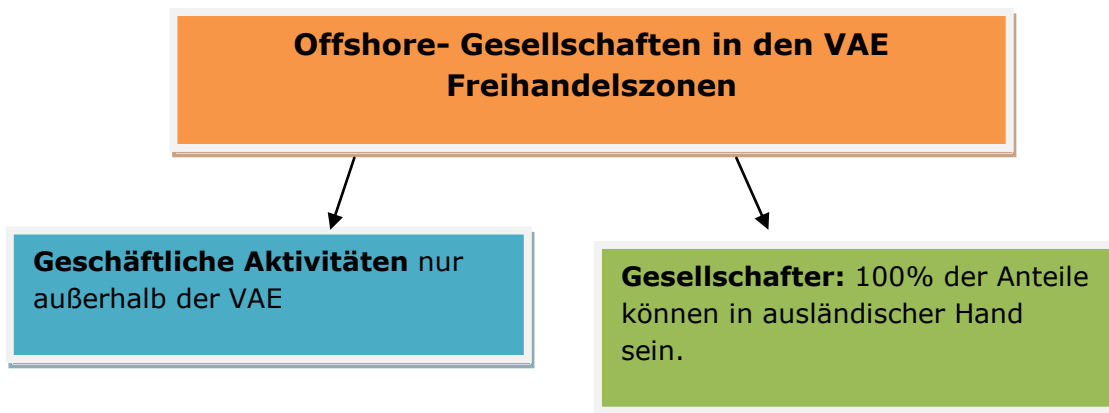 Offshore- Gesellschaften in den VAE
Freihandelszonen
Geschäftliche Aktivitäten nur
außerhalb der VAE
Gesellschafter: 100% der Anteile
können in ausländischer Hand
sein.